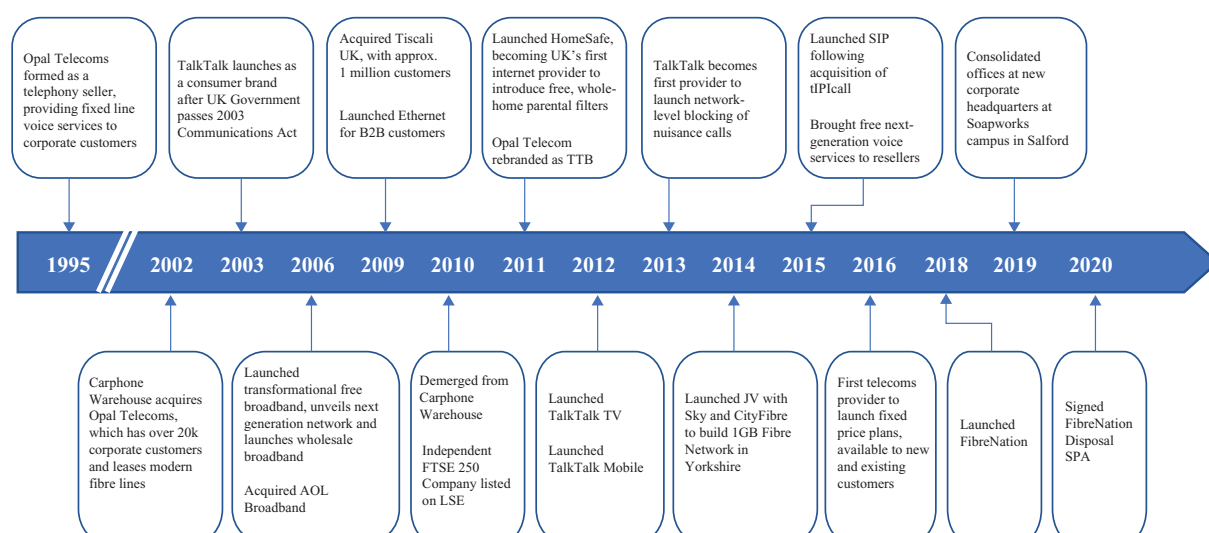 Opal Telecoms
formed as a
telephony seller,
providing fixed line
voice services to
corporate customers
TalkTalk launches as
a consumer brand
after UK Government
passes 2003
Communications Act
Acquired Tiscali
UK, with approx.
1 million customers
Launched Ethernet
for B2B customers
Launched HomeSafe,
becoming UK's first
internet provider to
introduce free, whole-
home parental filters
Opal Telecom
rebranded as TTB
TalkTalk becomes
first provider to
launch network-
level blocking of
nuisance calls
Launched SIP
following
acquisition of
tIPIcall
Brought free next-
generation voice
services to resellers
Consolidated
offices at new
corporate
headquarters at
Soapworks
campus in Salford
1995
2002
2003
2006
2009
2010
2011
2012
2013
2014
2015
2016
2018
2019
2020
Carphone
Warehouse acquires
Opal Telecoms,
which has over 20k
corporate customers
and leases modern
fibre lines
Launched
transformational free
broadband, unveils next
generation network and
launches wholesale
broadband
Acquired AOL
Broadband
Demerged from
Carphone
Warehouse
Independent
FTSE 250
Company listed
on LSE
Launched
TalkTalk TV
Launched
TalkTalk Mobile
Launched JV with
Sky and CityFibre
to build 1GB Fibre
Network in
Yorkshire
First telecoms
provider to
launch fixed
price plans,
available to new
and existing
customers
Launched
FibreNation
Signed
FibreNation
Disposal
SPA